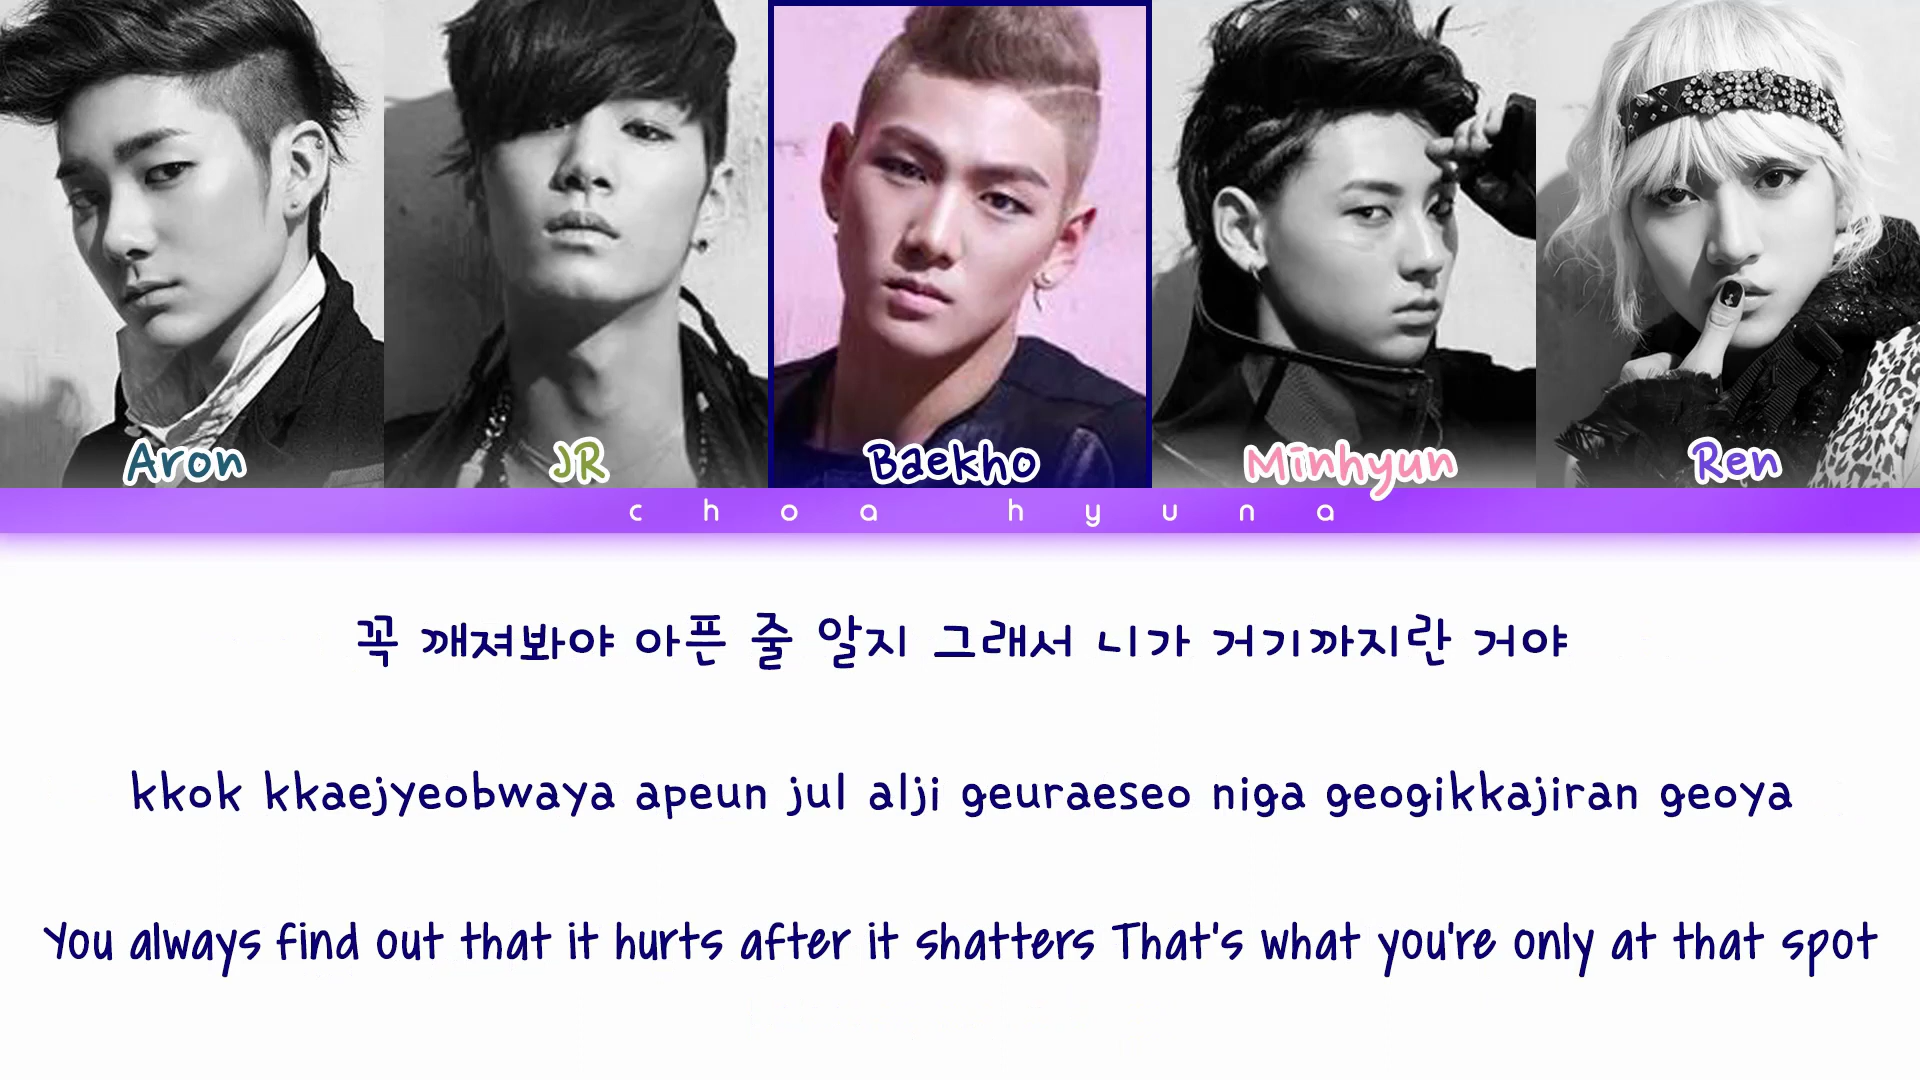 Aron JR Baekho Minhyun Ren
choa hyuna
꼭 깨져봐야 아픈 줄 알지 그래서 니가 거기까지란 거야
kkok kkaejyeobwaya apeun jul alji geuraeseo niga geogikkajiran geoya
You always find out that it hurts after it shatters That's what you're only at that spot